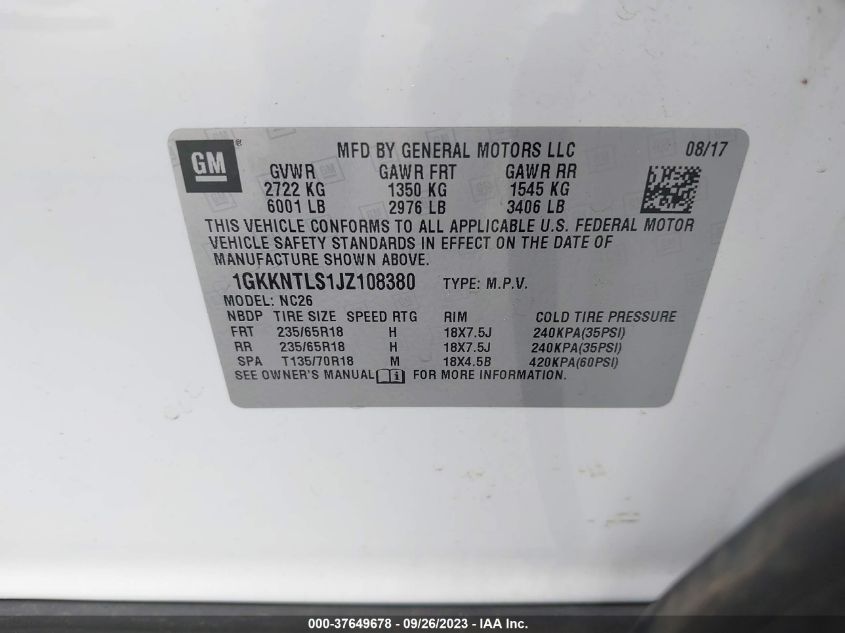 GM®
MFD BY GENERAL MOTORS LLC 08/17
GVWR GAWR FRT GAWR RR
2722 KG 1350 KG 1545 KG
6001 LB 2976 LB 3406 LB
THIS VEHICLE CONFORMS TO ALL APPLICABLE U.S. FEDERAL MOTOR
VEHICLE SAFETY STANDARDS IN EFFECT ON THE DATE OF
MANUFACTURE SHOWN ABOVE.
1GKKNTLS1JZ108380 TYPE: M.P.V.
MODEL: NC26
NBDP TIRE SIZE SPEED RTG RIM COLD TIRE PRESSURE
FRT 235/65R18 H 18X7.5J 240KPA(35PSI)
RR 235/65R18 H 18X7.5J 240KPA(35PSI)
SPA T135/70R18 M 18X4.5B 420KPA(60PSI)
SEE OWNER'S MANUAL i FOR MORE INFORMATION.
000-37649678 - 09/26/2023 - IAA Inc.